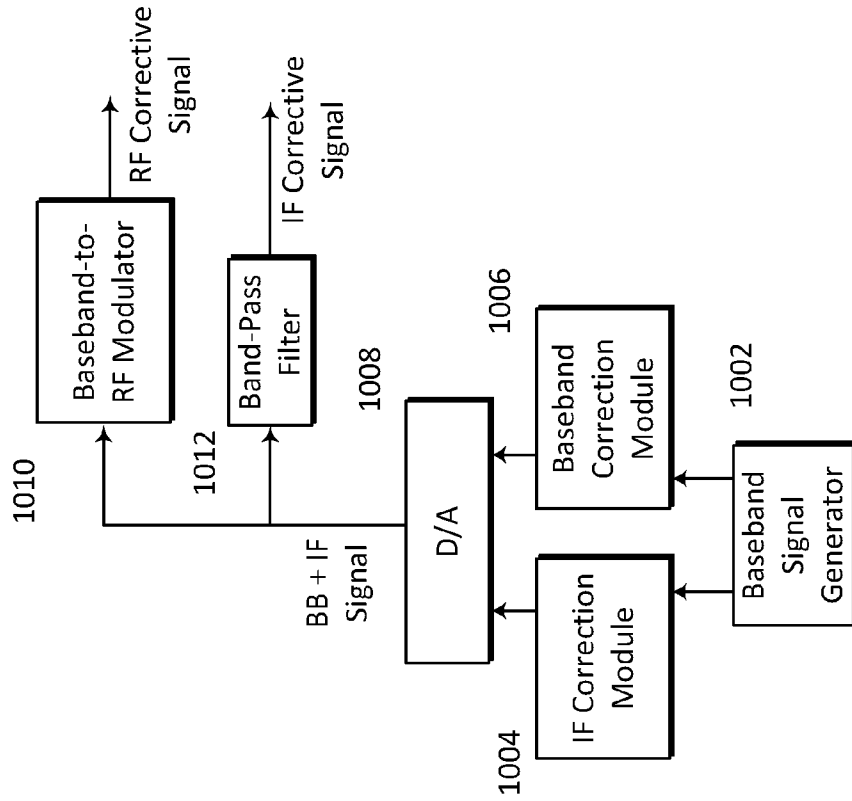 1010
Baseband-to-
RF Modulator
RF Corrective
Signal
1012
Band-Pass
Filter
IF Corrective
Signal
BB + IF
Signal
1008
D/A
1004
IF Correction
Module
1006
Baseband
Correction
Module
1002
Baseband
Signal
Generator